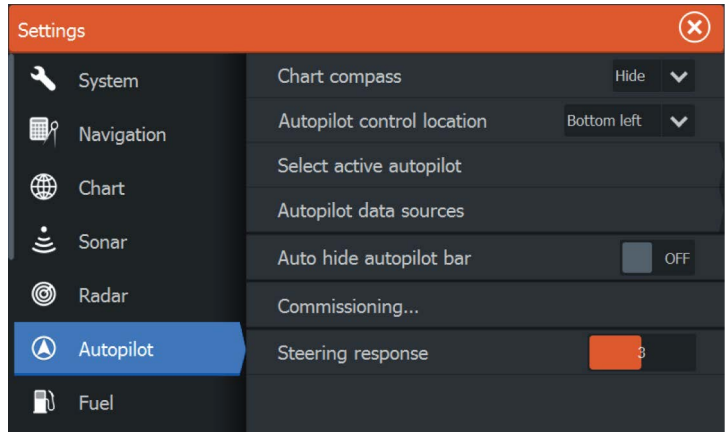 Settings
System
Navigation
Chart
Sonar
Radar
Autopilot
Fuel
Chart compass Hide
Autopilot control location Bottom left
Select active autopilot
Autopilot data sources
Auto hide autopilot bar OFF
Commissioning...
Steering response 3